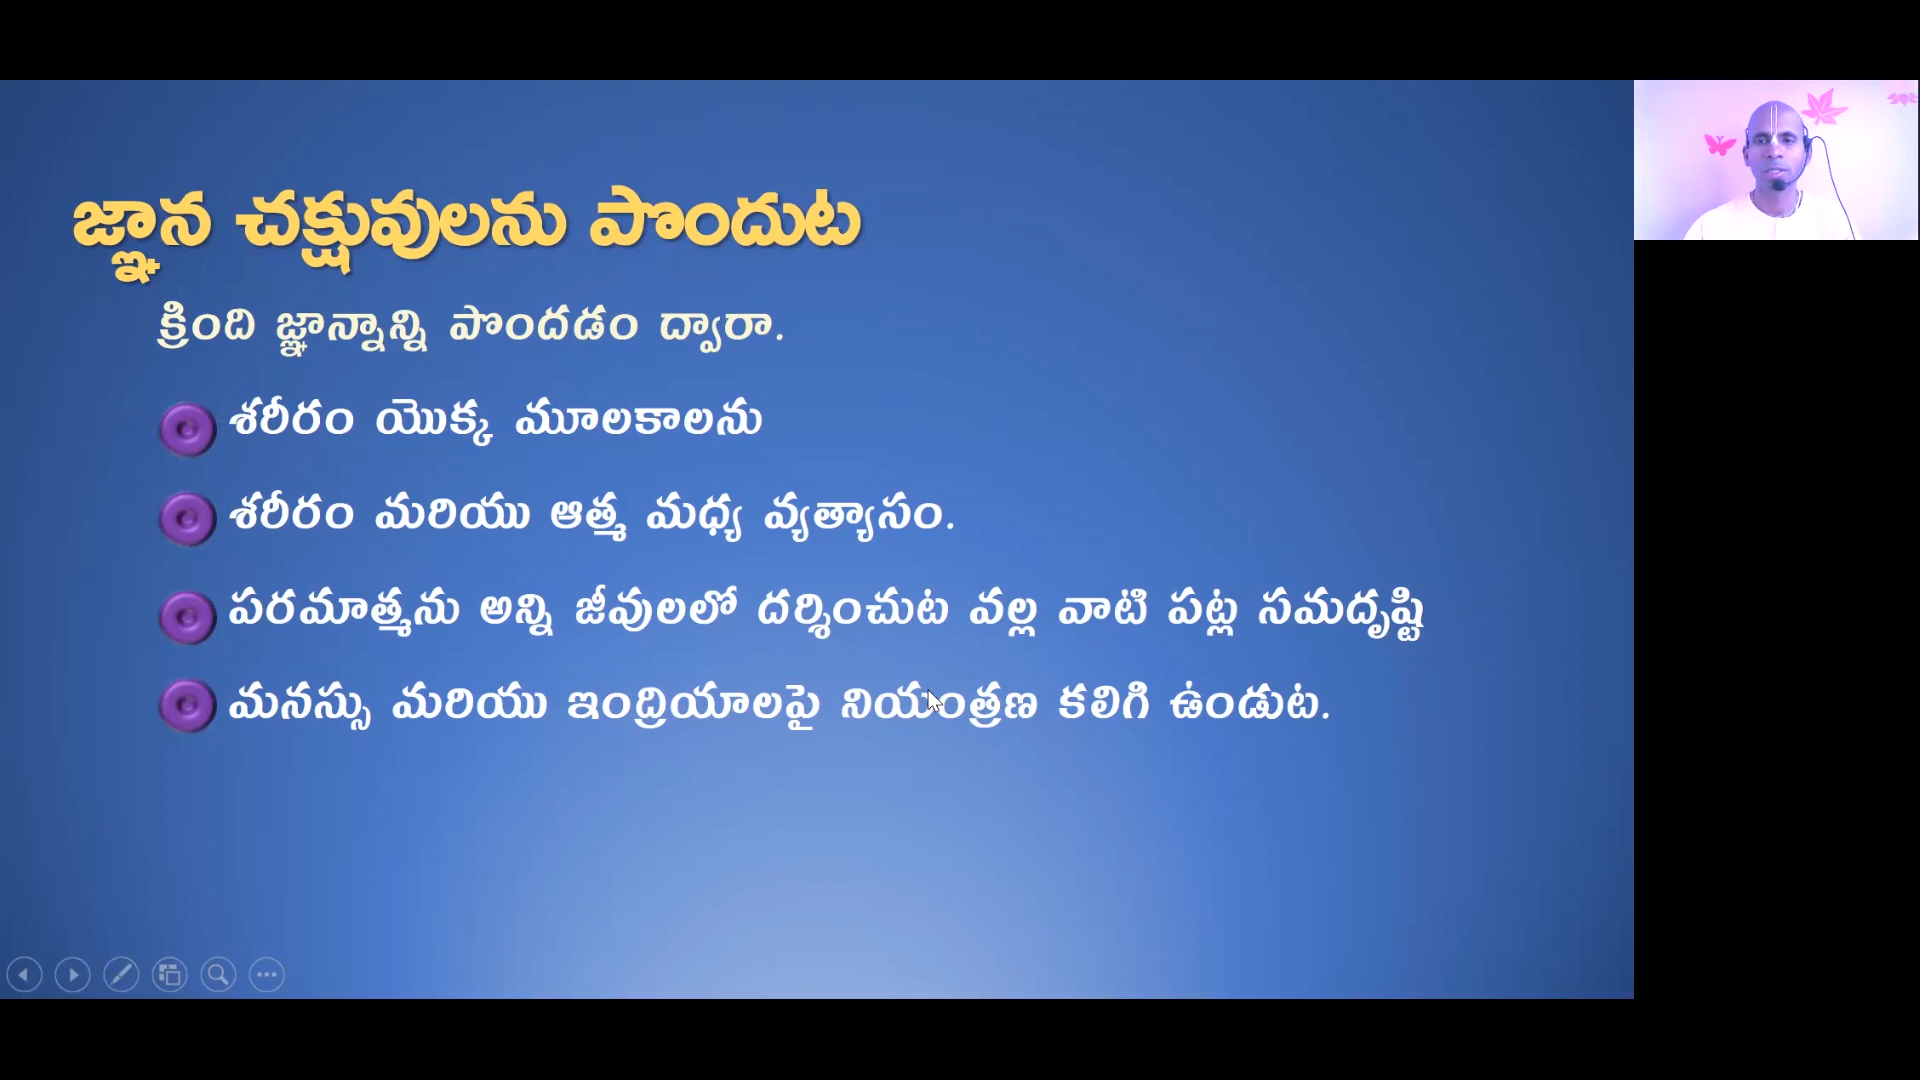 జ్ఞాన చక్షువులను పొందుట
క్రింది జ్ఞాన్నాన్ని పొందడం ద్వారా.
శరీరం యొక్క మూలకాలను
శరీరం మరియు ఆత్మ మధ్య వ్యత్యాసం.
పరమాత్మను అన్ని జీవులలో దర్శించుట వల్ల వాటి పట్ల సమదృష్టి
మనస్సు మరియు ఇంద్రియాలపై నియంత్రణ కలిగి ఉండుట.